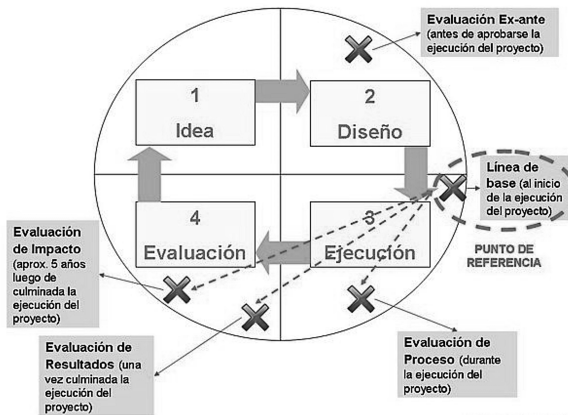 Evaluación Ex-ante
(antes de aprobarse la
ejecución del proyecto)
1
Idea
2
Diseño
Línea de
base (al inicio
de la ejecución
del proyecto)
PUNTO DE
REFERENCIA
3
Ejecución
4
Evaluación
Evaluación
de Impacto
(aprox. 5 años
luego de
culminada la
ejecución del
proyecto)
Evaluación de
Resultados (una
vez culminada la
ejecución del
proyecto)
Evaluación de
Proceso (durante
la ejecución del
proyecto)